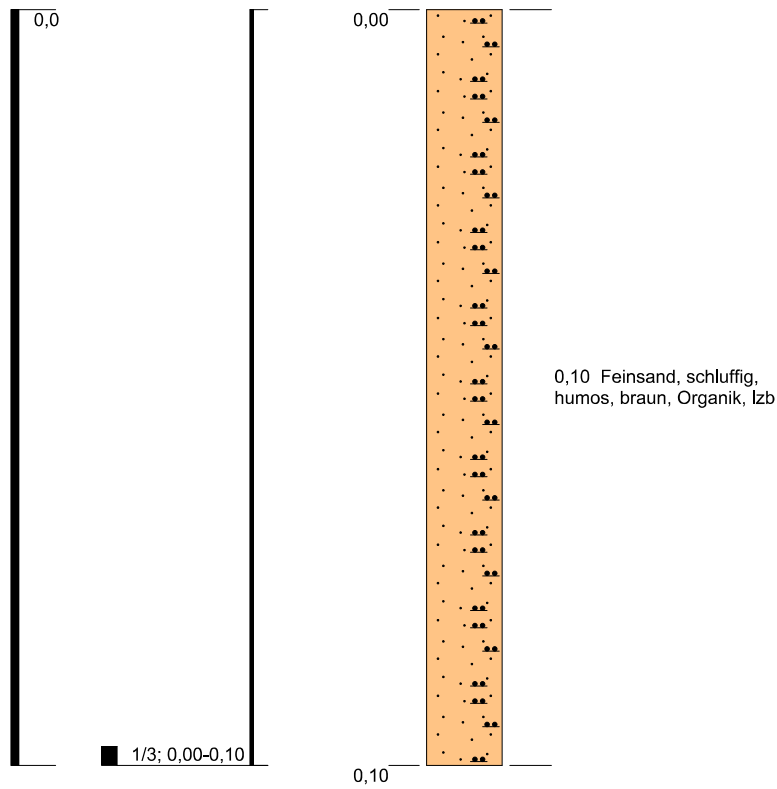 0,0
0,00
0,10 Feinsand, schluffig,
humos, braun, Organik, lzb
1/3; 0,00-0,10
0,10